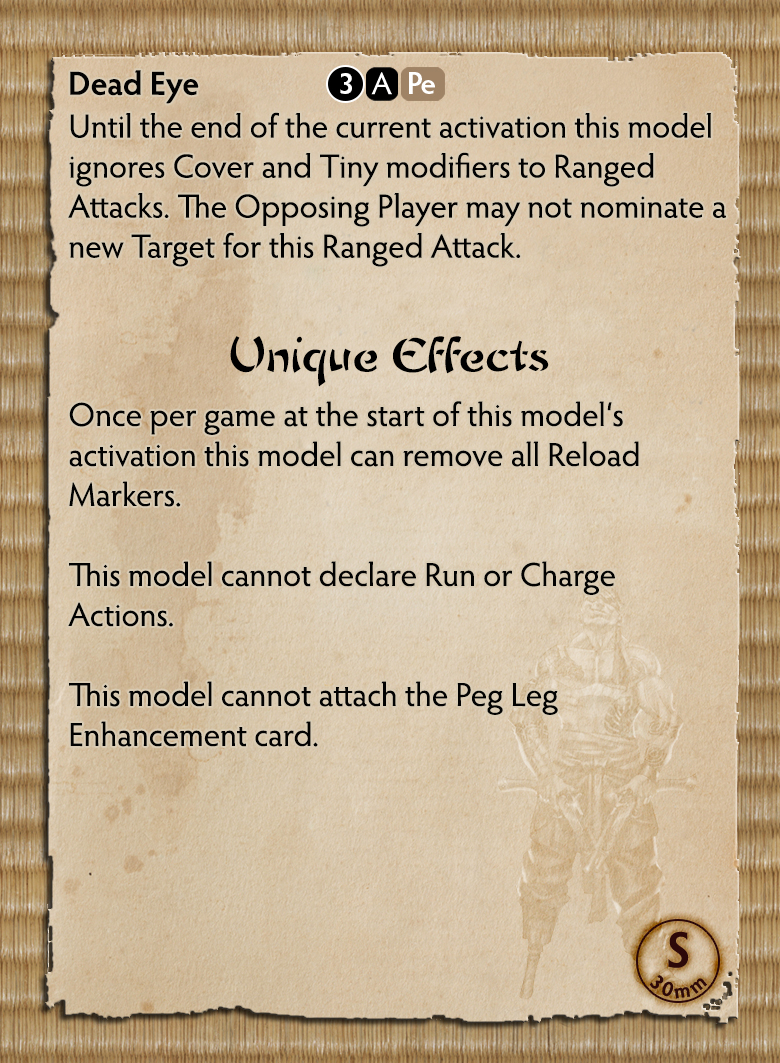 Dead Eye 3 A Pe
Until the end of the current activation this model
ignores Cover and Tiny modifiers to Ranged
Attacks. The Opposing Player may not nominate a
new Target for this Ranged Attack.
Unique Effects
Once per game at the start of this model's
activation this model can remove all Reload
Markers.
This model cannot declare Run or Charge
Actions.
This model cannot attach the Peg Leg
Enhancement card.
S
30mm